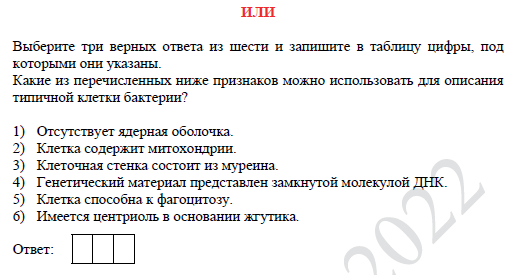 ИЛИ
Выберите три верных ответа из шести и запишите в таблицу цифры, под
которыми они указаны.
Какие из перечисленных ниже признаков можно использовать для описания
типичной клетки бактерии?
1) Отсутствует ядерная оболочка.
2) Клетка содержит митохондрии.
3) Клеточная стенка состоит из муреина.
4) Генетический материал представлен замкнутой молекулой ДНК.
5) Клетка способна к фагоцитозу.
6) Имеется центриоль в основании жгутика.
Ответ:
2022